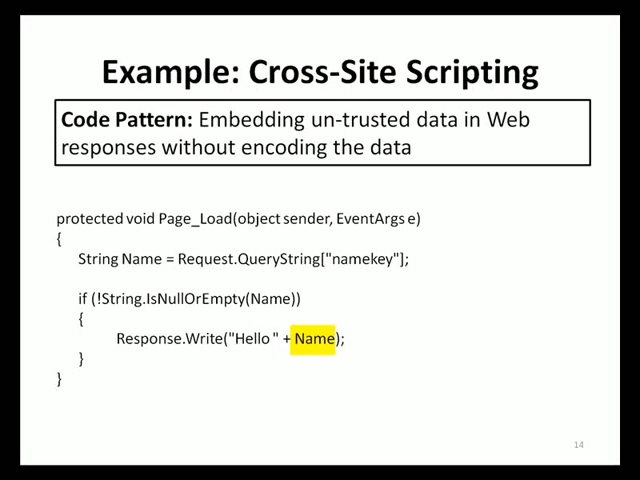 Example: Cross-Site Scripting
Code Pattern: Embedding un-trusted data in Web
responses without encoding the data
protected void Page_Load(object sender, EventArgs e)
{
String Name = Request.QueryString["namekey"];
if (!String.IsNullOrEmpty(Name))
{
Response.Write("Hello " + Name);
}
}
14